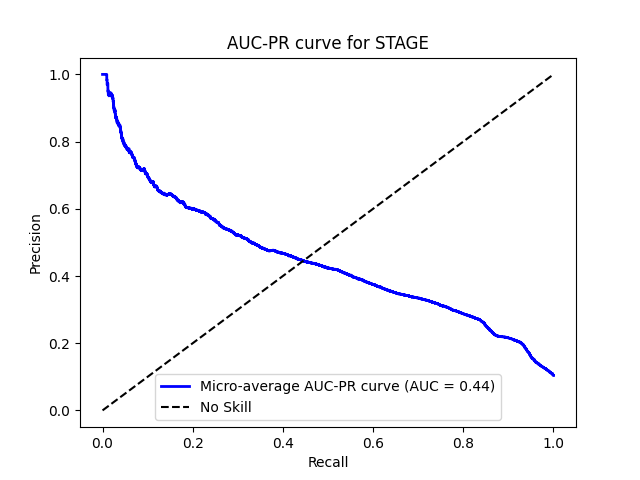 AUC-PR curve for STAGE
1.0
0.8
0.6
0.4
0.2
0.0
Precision
Micro-average AUC-PR curve (AUC = 0.44)
No Skill
0.0 0.2 0.4 0.6 0.8 1.0
Recall